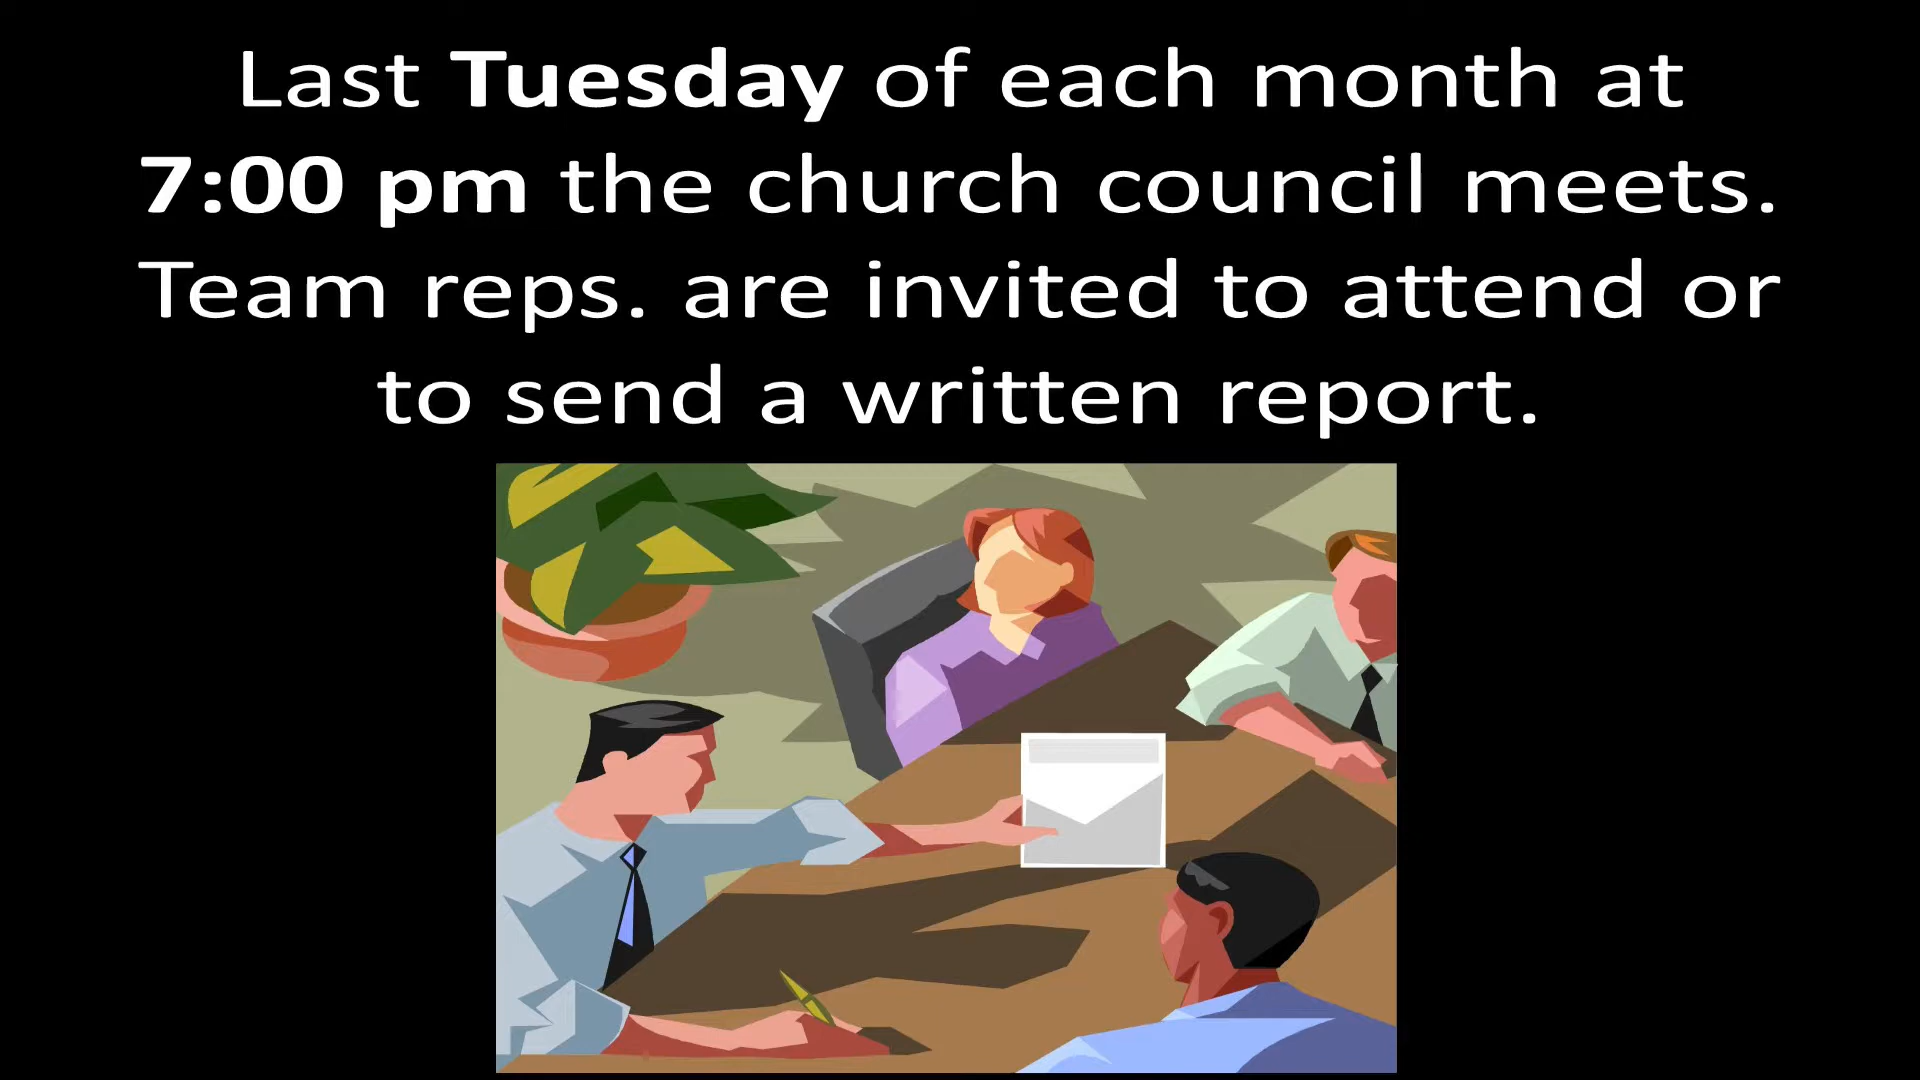 Last Tuesday of each month at
7:00 pm the church council meets.
Team reps. are invited to attend or
to send a written report.